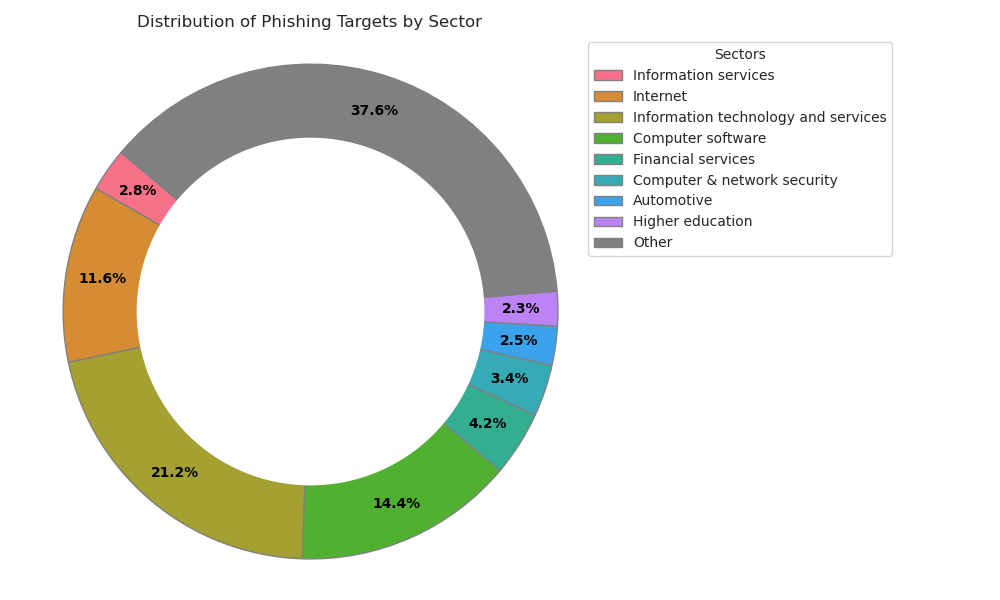 Distribution of Phishing Targets by Sector
Sectors
Information services
Internet
Information technology and services
Computer software
Financial services
Computer & network security
Automotive
Higher education
Other
37.6%
2.8%
11.6%
21.2%
14.4%
4.2%
3.4%
2.5%
2.3%